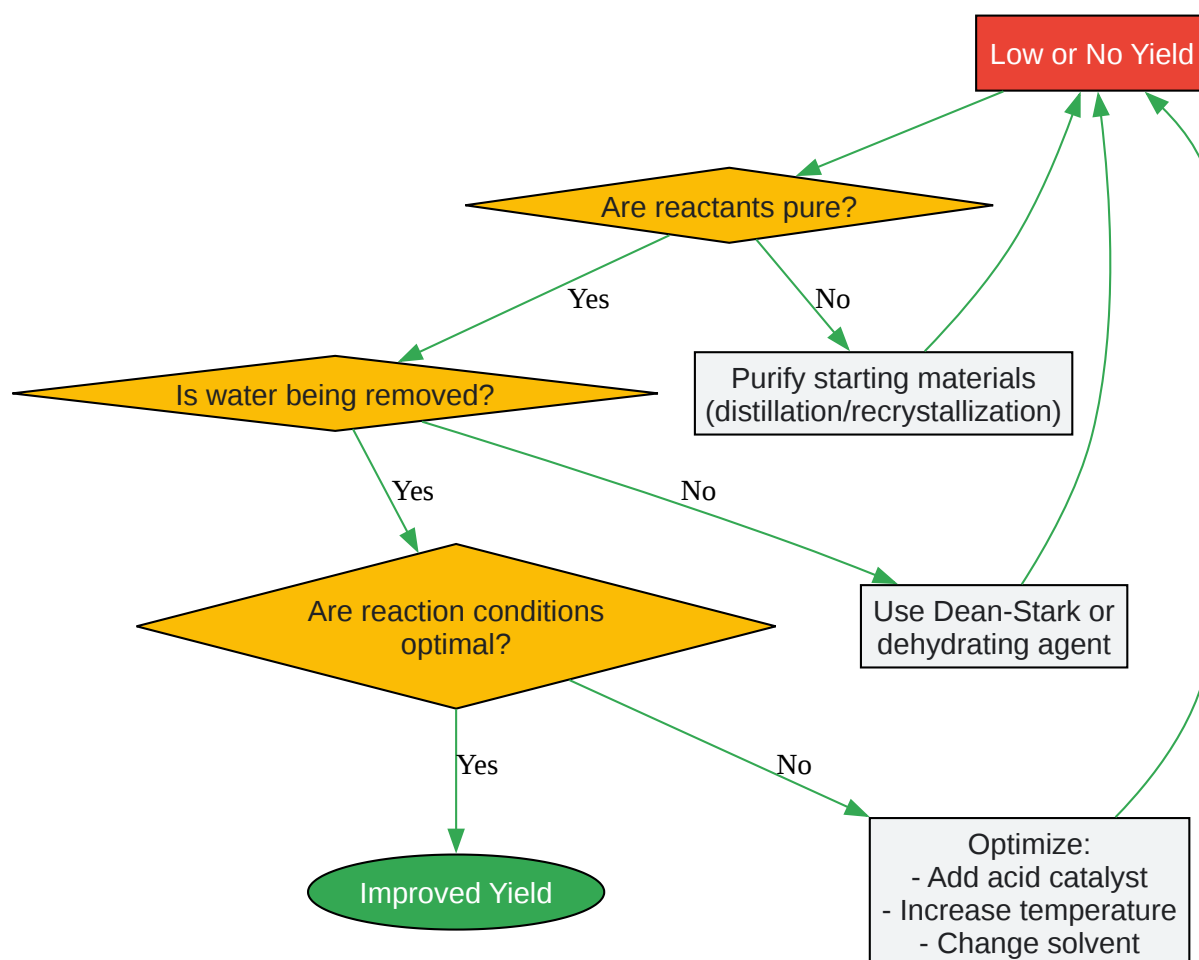 Low or No Yield
Are reactants pure?
Yes
No
Is water being removed?
Purify starting materials
(distillation/recrystallization)
Yes
No
Are reaction conditions
optimal?
Use Dean-Stark or
dehydrating agent
Yes
No
Improved Yield
Optimize:
- Add acid catalyst
- Increase temperature
- Change solvent